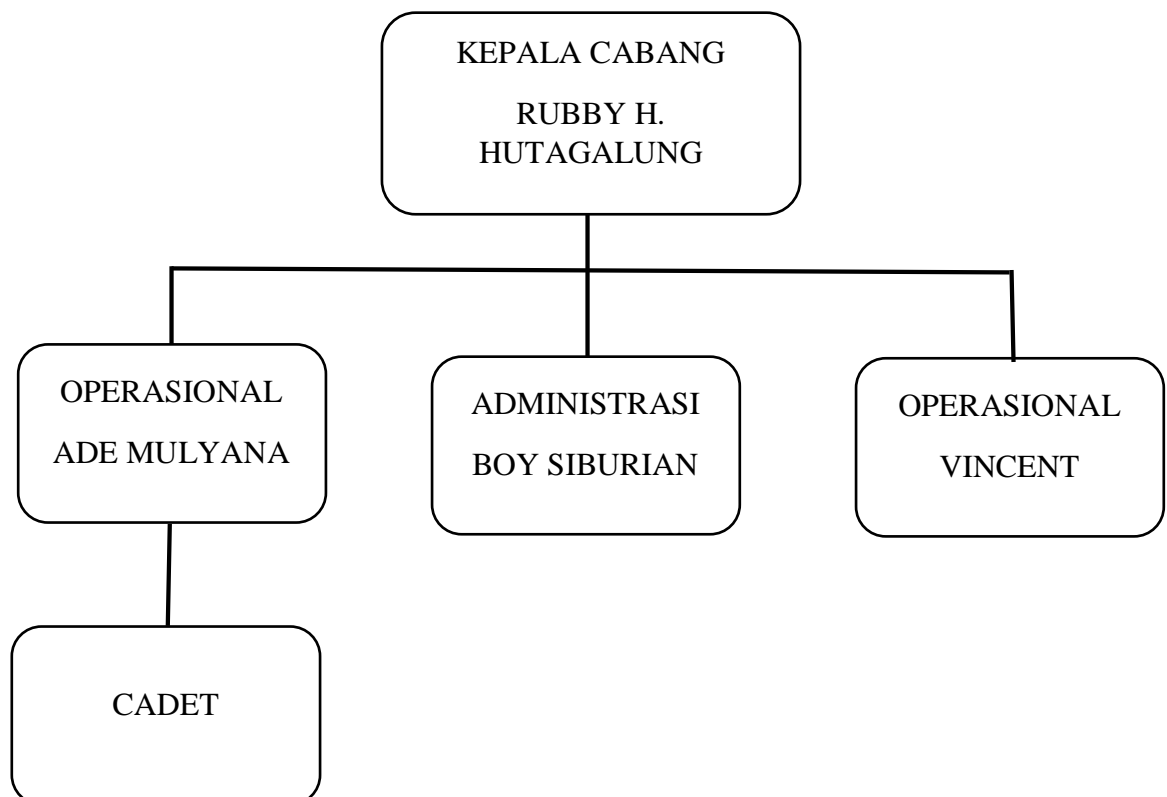 KEPALA CABANG
RUBBY H.
HUTAGALUNG
OPERASIONAL
ADE MULYANA
ADMINISTRASI
BOY SIBURIAN
OPERASIONAL
VINCENT
CADET